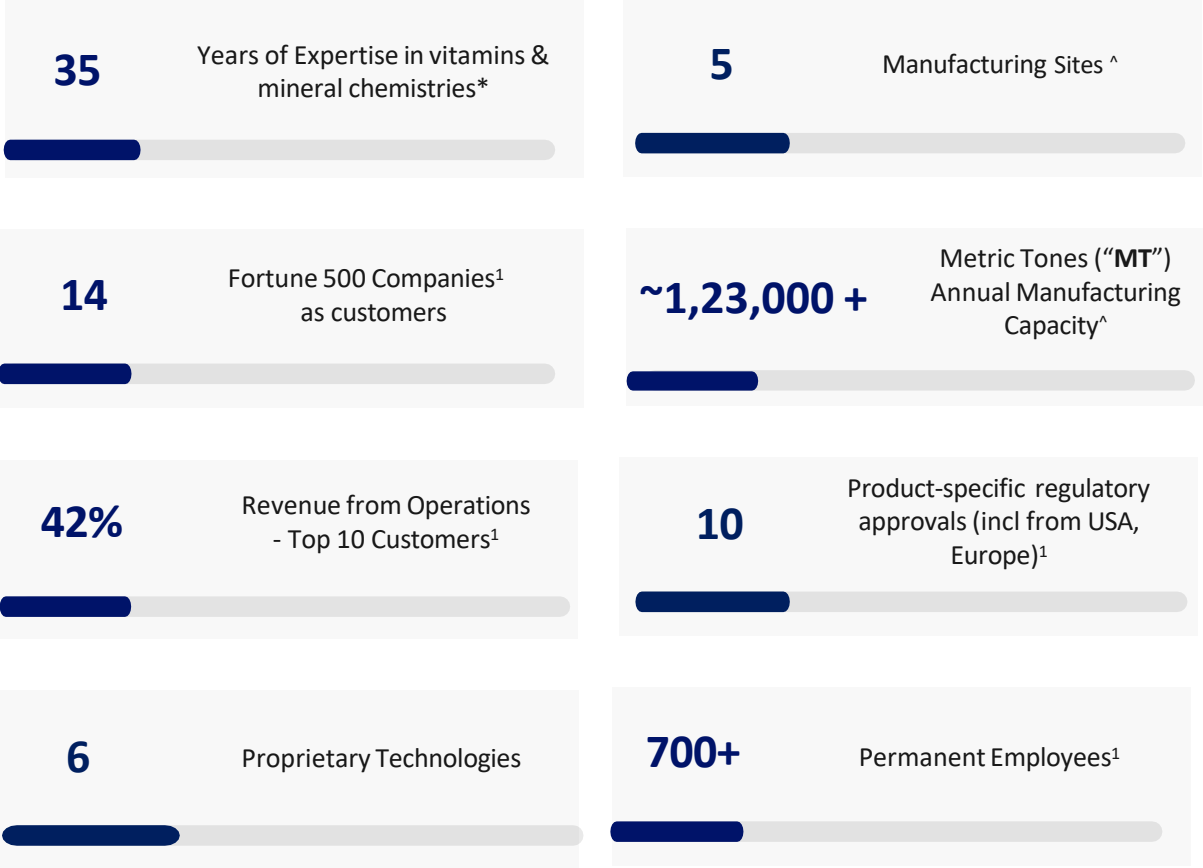 35
Years of Expertise in vitamins &
mineral chemistries*
5
Manufacturing Sites ^
14
Fortune 500 Companies1
as customers
~1,23,000 +
Metric Tones (“MT”)
Annual Manufacturing
Capacity^
42%
Revenue from Operations
- Top 10 Customers1
10
Product-specific regulatory
approvals (incl from USA,
Europe)1
6
Proprietary Technologies
700+
Permanent Employees1